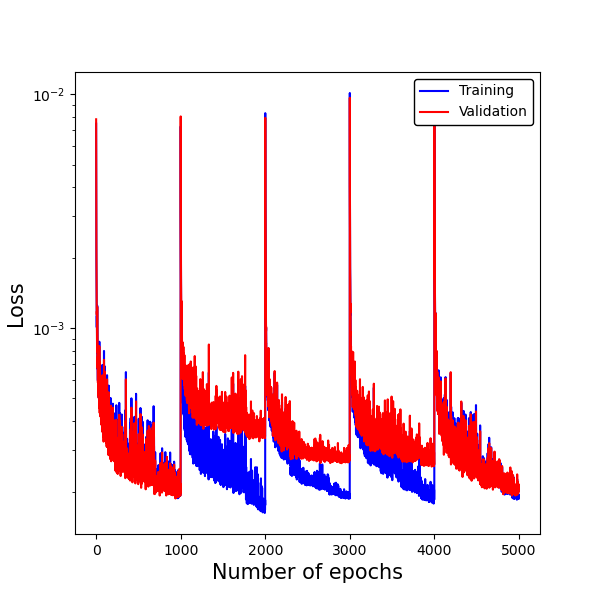 Training
Validation
10⁻²
10⁻³
Loss
0 1000 2000 3000 4000 5000
Number of epochs